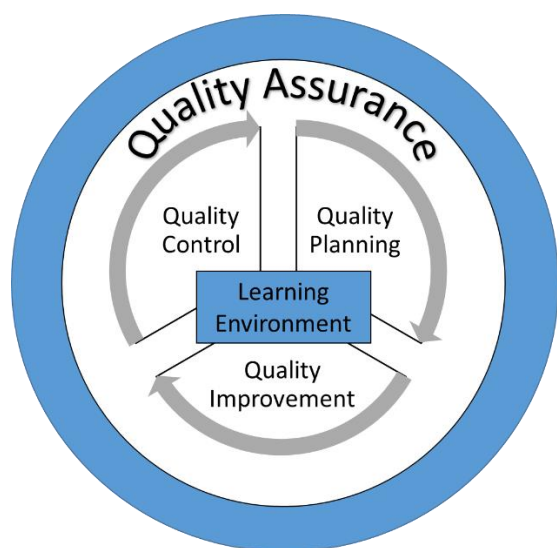 Quality Assurance
Quality
Control
Quality
Planning
Learning
Environment
Quality
Improvement